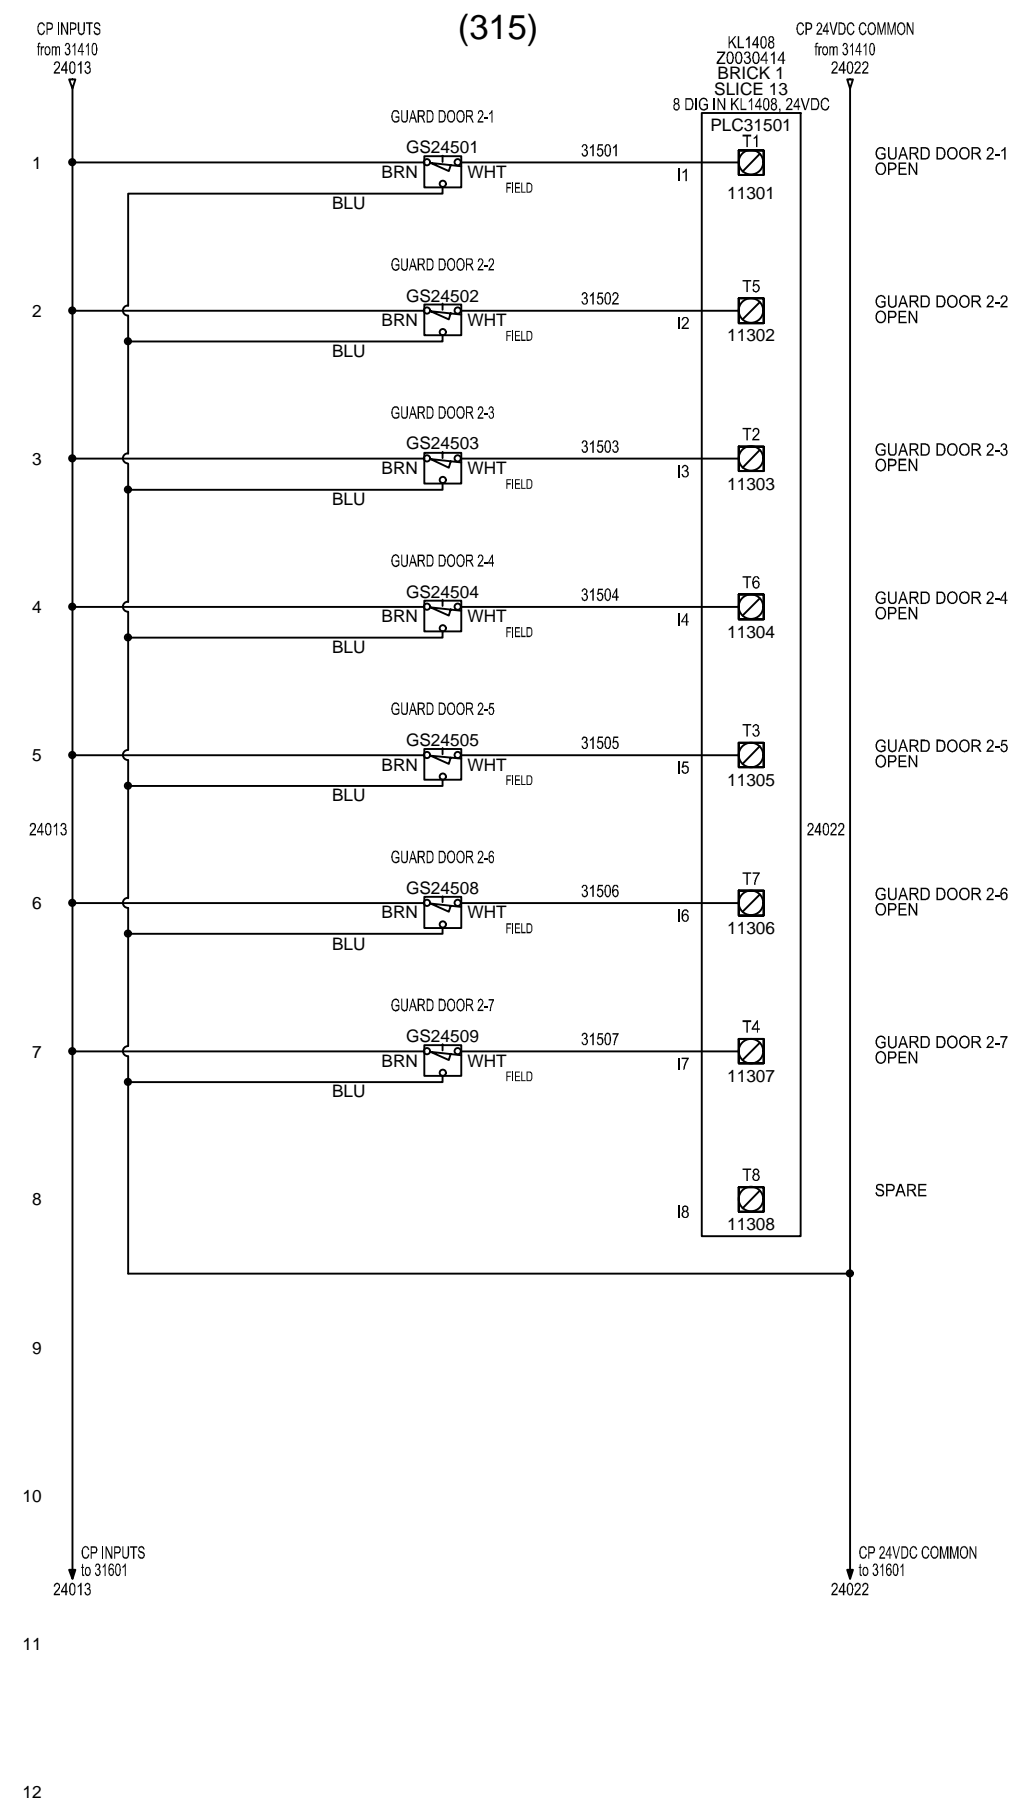 (315)
CP INPUTS
from 31410
24013
KL1408
Z0030414
BRICK 1
SLICE 13
8 DIG IN KL1408, 24VDC
CP 24VDC COMMON
from 31410
24022
PLC31501
GUARD DOOR 2-1
1
GS24501
BRN
WHT
FIELD
BLU
31501
I1
T1
11301
GUARD DOOR 2-1
OPEN
GUARD DOOR 2-2
2
GS24502
BRN
WHT
FIELD
BLU
31502
I2
T5
11302
GUARD DOOR 2-2
OPEN
GUARD DOOR 2-3
3
GS24503
BRN
WHT
FIELD
BLU
31503
I3
T2
11303
GUARD DOOR 2-3
OPEN
GUARD DOOR 2-4
4
GS24504
BRN
WHT
FIELD
BLU
31504
I4
T6
11304
GUARD DOOR 2-4
OPEN
GUARD DOOR 2-5
5
GS24505
BRN
WHT
FIELD
BLU
31505
I5
T3
11305
GUARD DOOR 2-5
OPEN
24013
24022
GUARD DOOR 2-6
6
GS24508
BRN
WHT
FIELD
BLU
31506
I6
T7
11306
GUARD DOOR 2-6
OPEN
GUARD DOOR 2-7
7
GS24509
BRN
WHT
FIELD
BLU
31507
I7
T4
11307
GUARD DOOR 2-7
OPEN
8
I8
T8
11308
SPARE
9
10
CP INPUTS
to 31601
24013
CP 24VDC COMMON
to 31601
24022
11
12